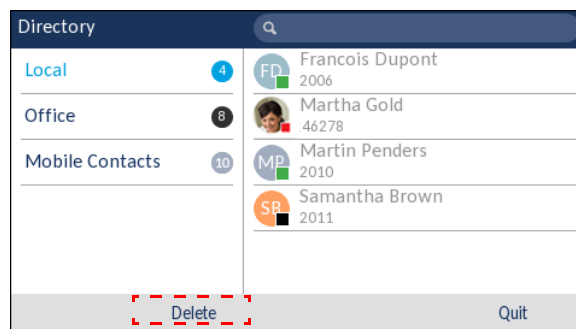 Directory
Local 4
Office 8
Mobile Contacts 10
FD Francois Dupont
2006
Martha Gold
46278
MP Martin Penders
2010
SB Samantha Brown
2011
Delete Quit